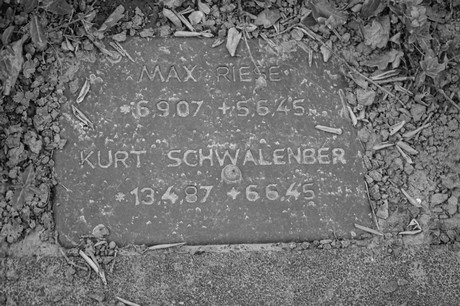 MAX RIESE
*6.9.07 +5.6.45
KURT SCHWALENBER
*13.4.87 +6.6.45